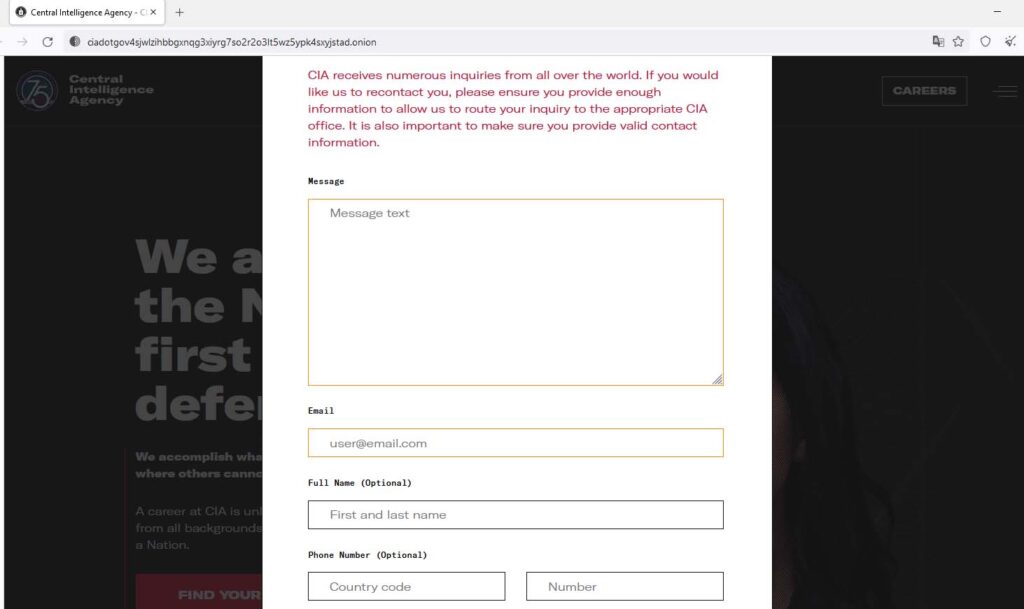 Central Intelligence Agency - CI
ciadotgov4sjwlzihbbgxnqg3xiyrg7so2r2o3lt5wz5ypk4sxyjstad.onion
75
Central
Intelligence
Agency
CAREERS
CIA receives numerous inquiries from all over the world. If you would
like us to recontact you, please ensure you provide enough
information to allow us to route your inquiry to the appropriate CIA
office. It is also important to make sure you provide valid contact
information.
Message
Message text
Email
user@email.com
Full Name (Optional)
First and last name
Phone Number (Optional)
Country code
Number
We a
the N
first
defen
We accomplish wha
where others canno
A career at CIA is un
from all backgrounds
a Nation.
FIND YOUR